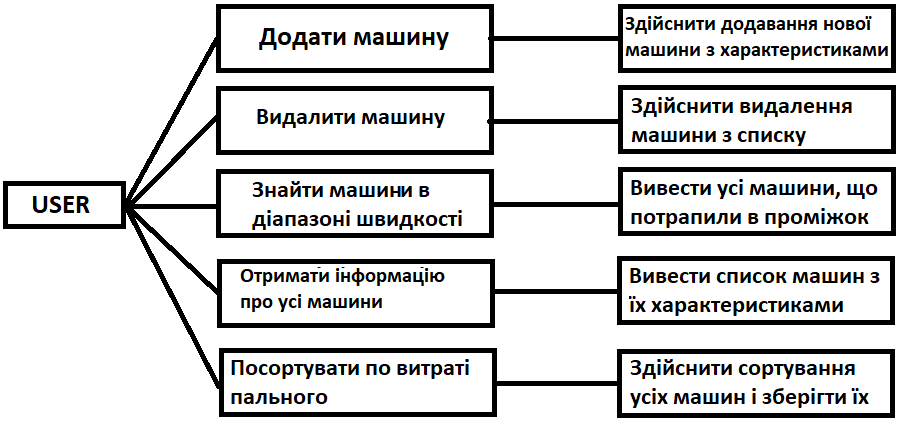 Додати машину
Здійснити додавання нової
машини з характеристиками
Видалити машину
Здійснити видалення
машини з списку
USER
Знайти машини в
діапазоні швидкості
Вивести усі машини, що
потрапили в проміжок
Отримати інформацію
про усі машини
Вивести список машин з
їх характеристиками
Посортувати по витраті
пального
Здійснити сортування
усіх машин і зберігти їх